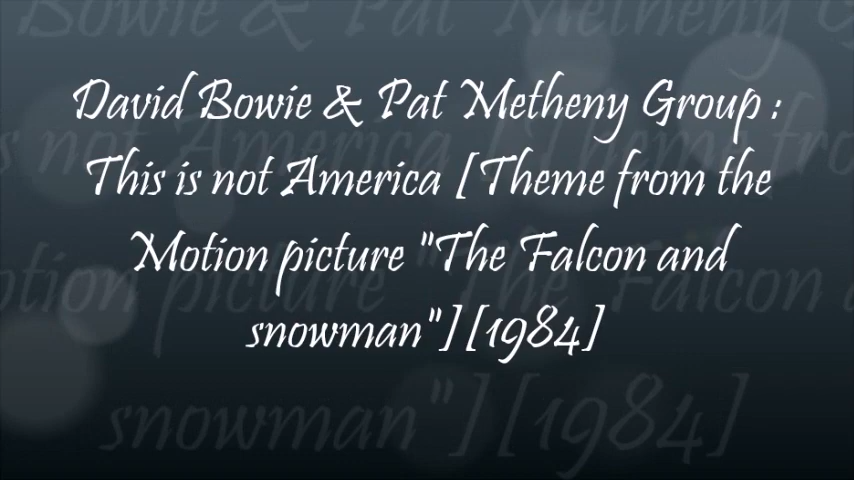 David Bowie & Pat Metheny Group :
This is not America [Theme from the
Motion picture "The Falcon and
snowman"][1984]